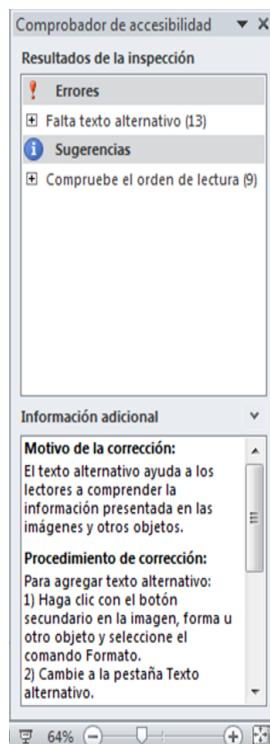 Comprobador de accesibilidad
Resultados de la inspección
Errores
Falta texto alternativo (13)
Sugerencias
Compruebe el orden de lectura (9)
Información adicional
Motivo de la corrección:
El texto alternativo ayuda a los
lectores a comprender la
información presentada en las
imágenes y otros objetos.
Procedimiento de corrección:
Para agregar texto alternativo:
1) Haga clic con el botón
secundario en la imagen, forma u
otro objeto y seleccione el
comando Formato.
2) Cambie a la pestaña Texto
alternativo.
64%